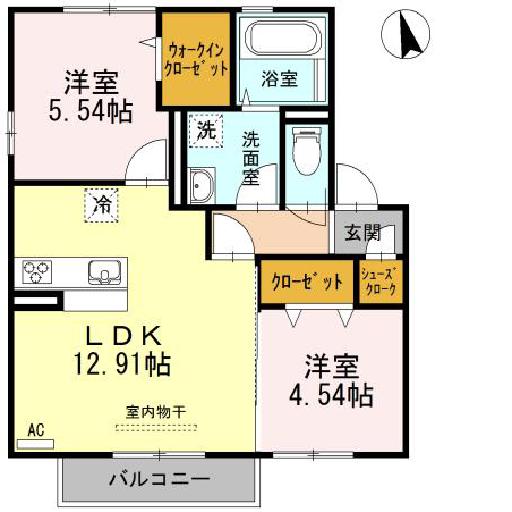 ウォークイン
クローゼット
浴室
洋室
5.54帖
洗
洗面室
冷
玄関
クローゼット
シューズ
クローク
LDK
12.91帖
洋室
4.54帖
室内物干
AC
バルコニー